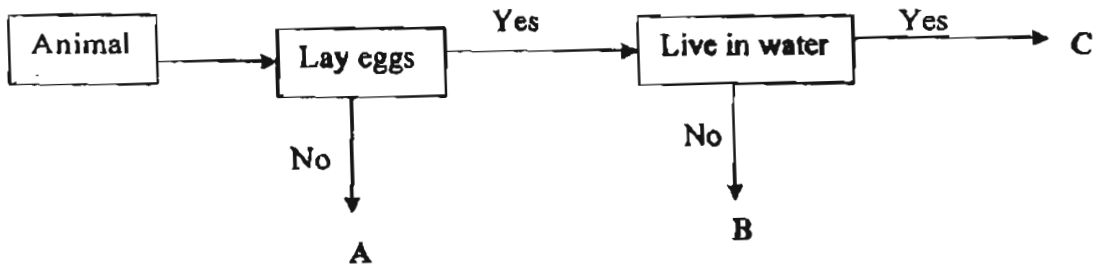 Animal
Lay eggs
Yes
Live in water
Yes
C
No
A
No
B